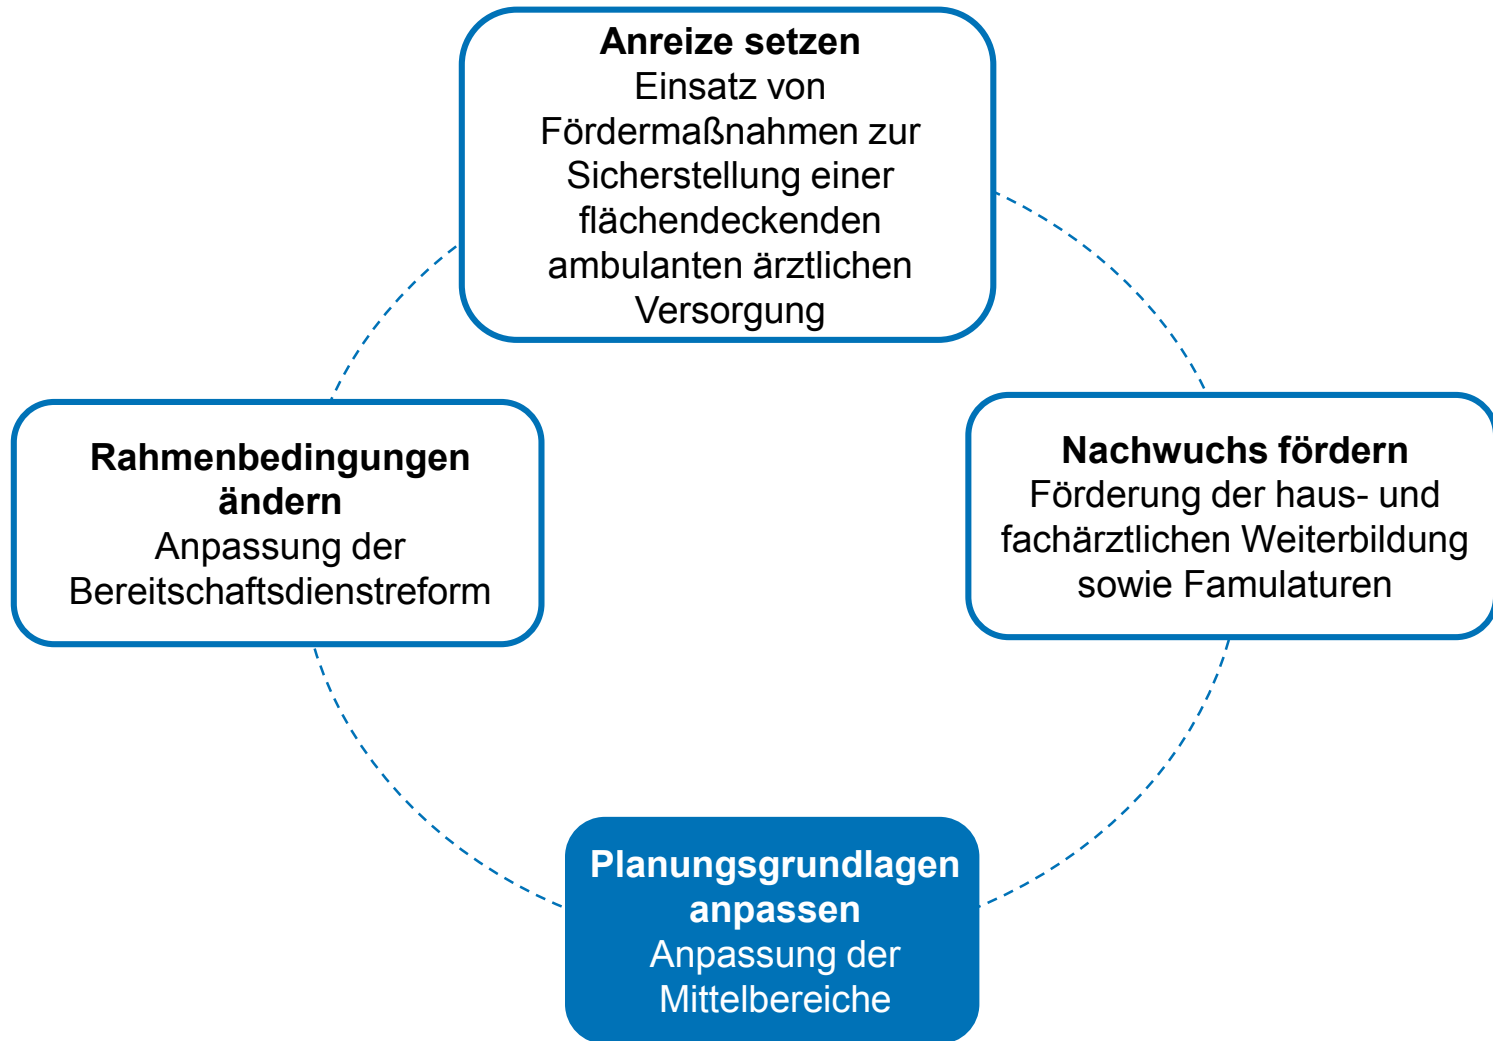 Anreize setzen
Einsatz von
Fördermaßnahmen zur
Sicherstellung einer
flächendeckenden
ambulanten ärztlichen
Versorgung
Rahmenbedingungen
ändern
Anpassung der
Bereitschaftsdienstreform
Nachwuchs fördern
Förderung der haus- und
fachärztlichen Weiterbildung
sowie Famulaturen
Planungsgrundlagen
anpassen
Anpassung der
Mittelbereiche